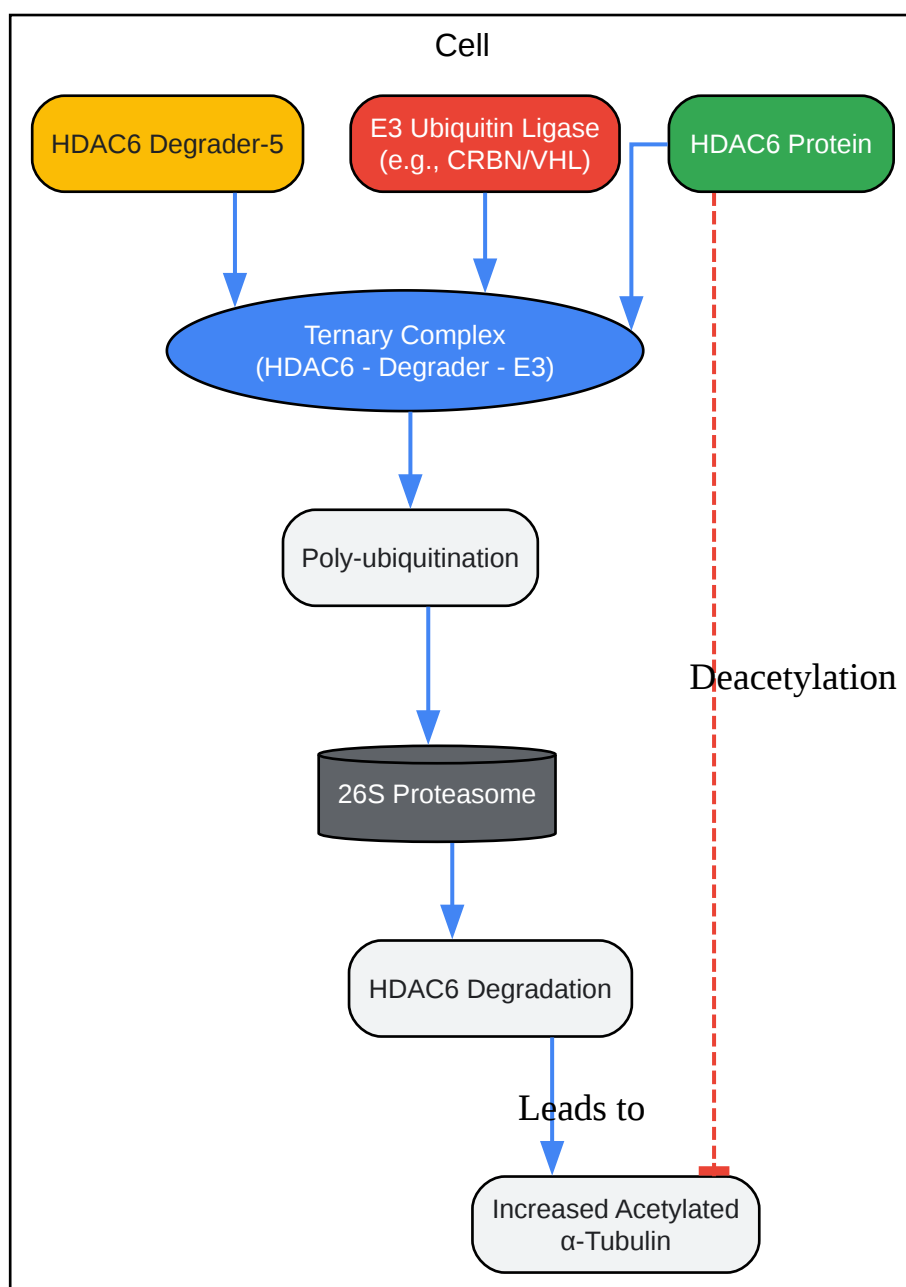 Cell
HDAC6 Degrader-5
E3 Ubiquitin Ligase
(e.g., CRBN/VHL)
HDAC6 Protein
Ternary Complex
(HDAC6 - Degrader - E3)
Poly-ubiquitination
Deacetylation
26S Proteasome
HDAC6 Degradation
Leads to
Increased Acetylated
α-Tubulin